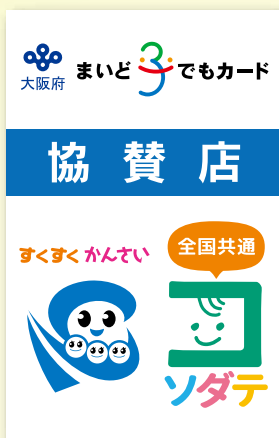 大阪府
まいど子でもカード
協賛店
すくすく かんさい
全国共通
コソダテ